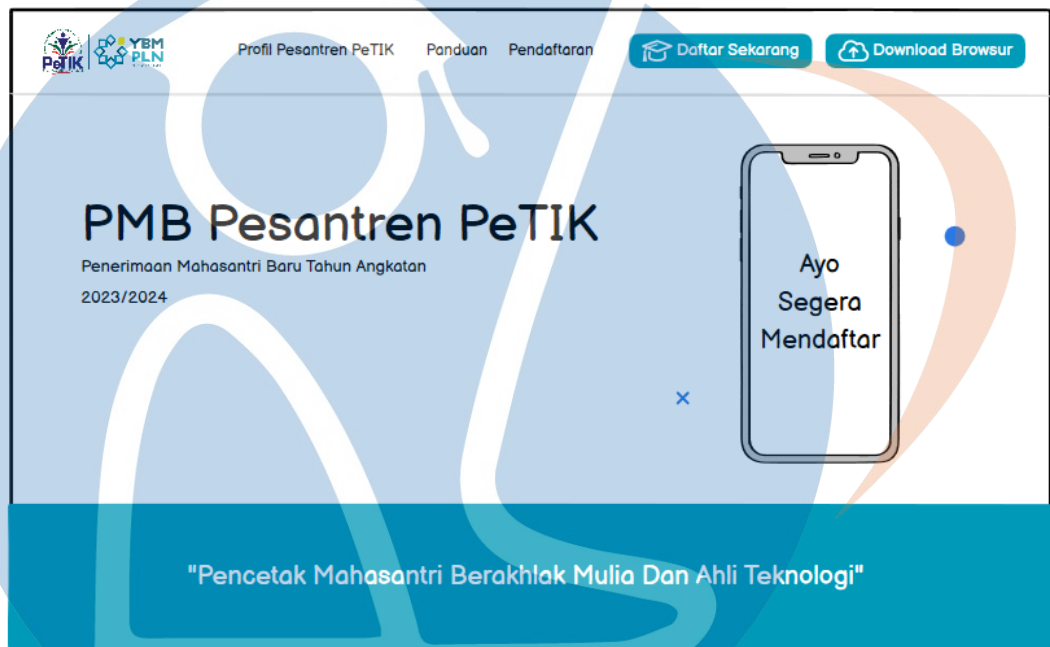 PeTIK
YBM
PLN
Profil Pesantren PeTIK
Panduan
Pendaftaran
Daftar Sekarang
Download Browsur
PMB Pesantren PeTIK
Penerimaan Mahasantri Baru Tahun Angkatan
2023/2024
Ayo
Segera
Mendaftar
"Pencetak Mahasantri Berakhlak Mulia Dan Ahli Teknologi"